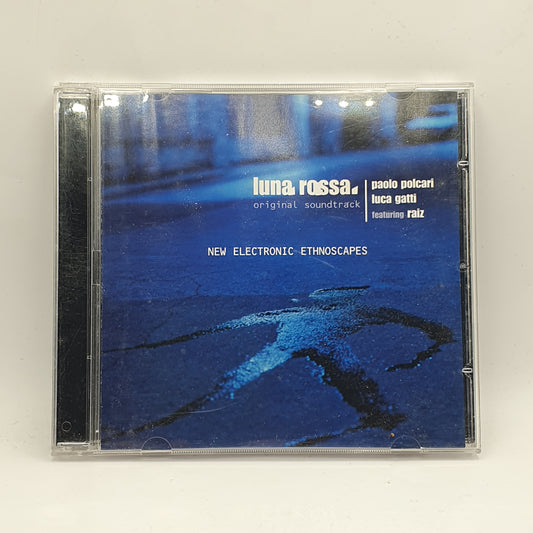 luna rossa.
original soundtrack
paolo polcari
luca gatti
featuring raiz
NEW ELECTRONIC ETHNOSCAPES